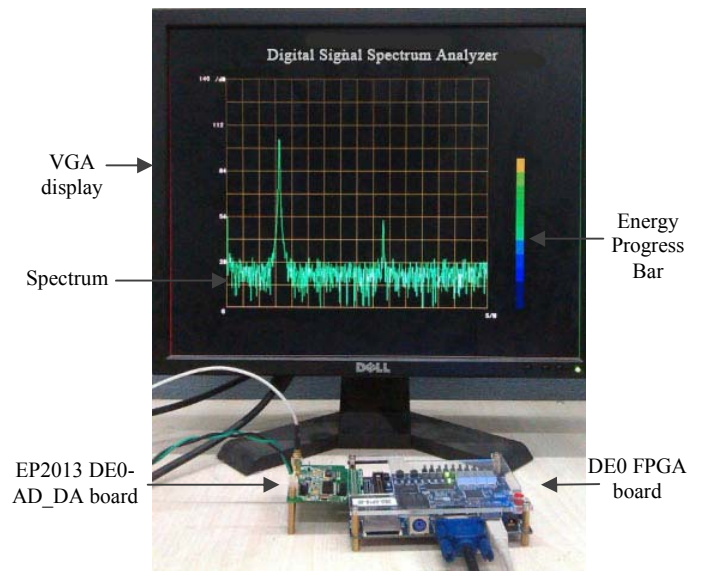 Digital Signal Spectrum Analyzer
140 /dB
112
84
56
28
0
S/N
VGA
display
Spectrum
Energy
Progress
Bar
DELL
EP2013 DE0-
AD_DA board
DE0 FPGA
board